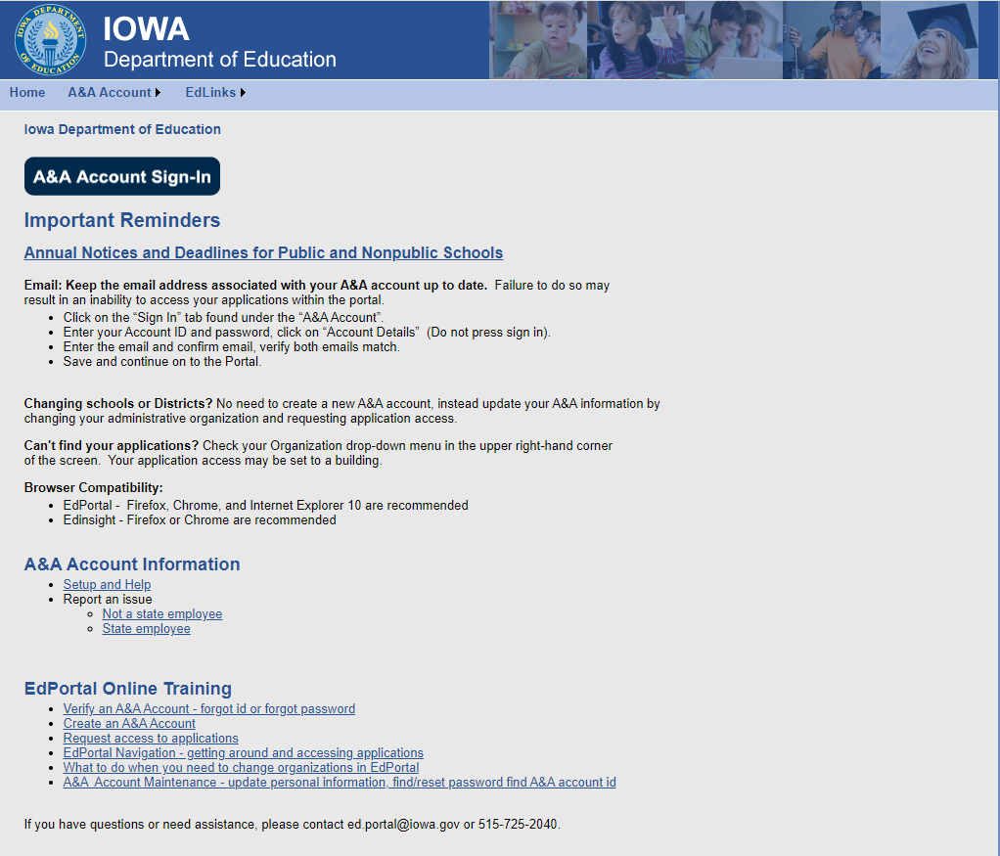 IOWA DEPARTMENT OF EDUCATION
IOWA
Department of Education
Home A&A Account EdLinks
Iowa Department of Education
A&A Account Sign-In
Important Reminders
Annual Notices and Deadlines for Public and Nonpublic Schools
Email: Keep the email address associated with your A&A account up to date.  Failure to do so may
result in an inability to access your applications within the portal.
Click on the “Sign In” tab found under the “A&A Account”.
Enter your Account ID and password, click on “Account Details”  (Do not press sign in).
Enter the email and confirm email, verify both emails match.
Save and continue on to the Portal.
Changing schools or Districts? No need to create a new A&A account, instead update your A&A information by
changing your administrative organization and requesting application access.
Can't find your applications? Check your Organization drop-down menu in the upper right-hand corner
of the screen.  Your application access may be set to a building.
Browser Compatibility:
EdPortal -  Firefox, Chrome, and Internet Explorer 10 are recommended
Edinsight - Firefox or Chrome are recommended
A&A Account Information
Setup and Help
Report an issue
Not a state employee
State employee
EdPortal Online Training
Verify an A&A Account - forgot id or forgot password
Create an A&A Account
Request access to applications
EdPortal Navigation - getting around and accessing applications
What to do when you need to change organizations in EdPortal
A&A  Account Maintenance - update personal information, find/reset password find A&A account id
If you have questions or need assistance, please contact ed.portal@iowa.gov or 515-725-2040.